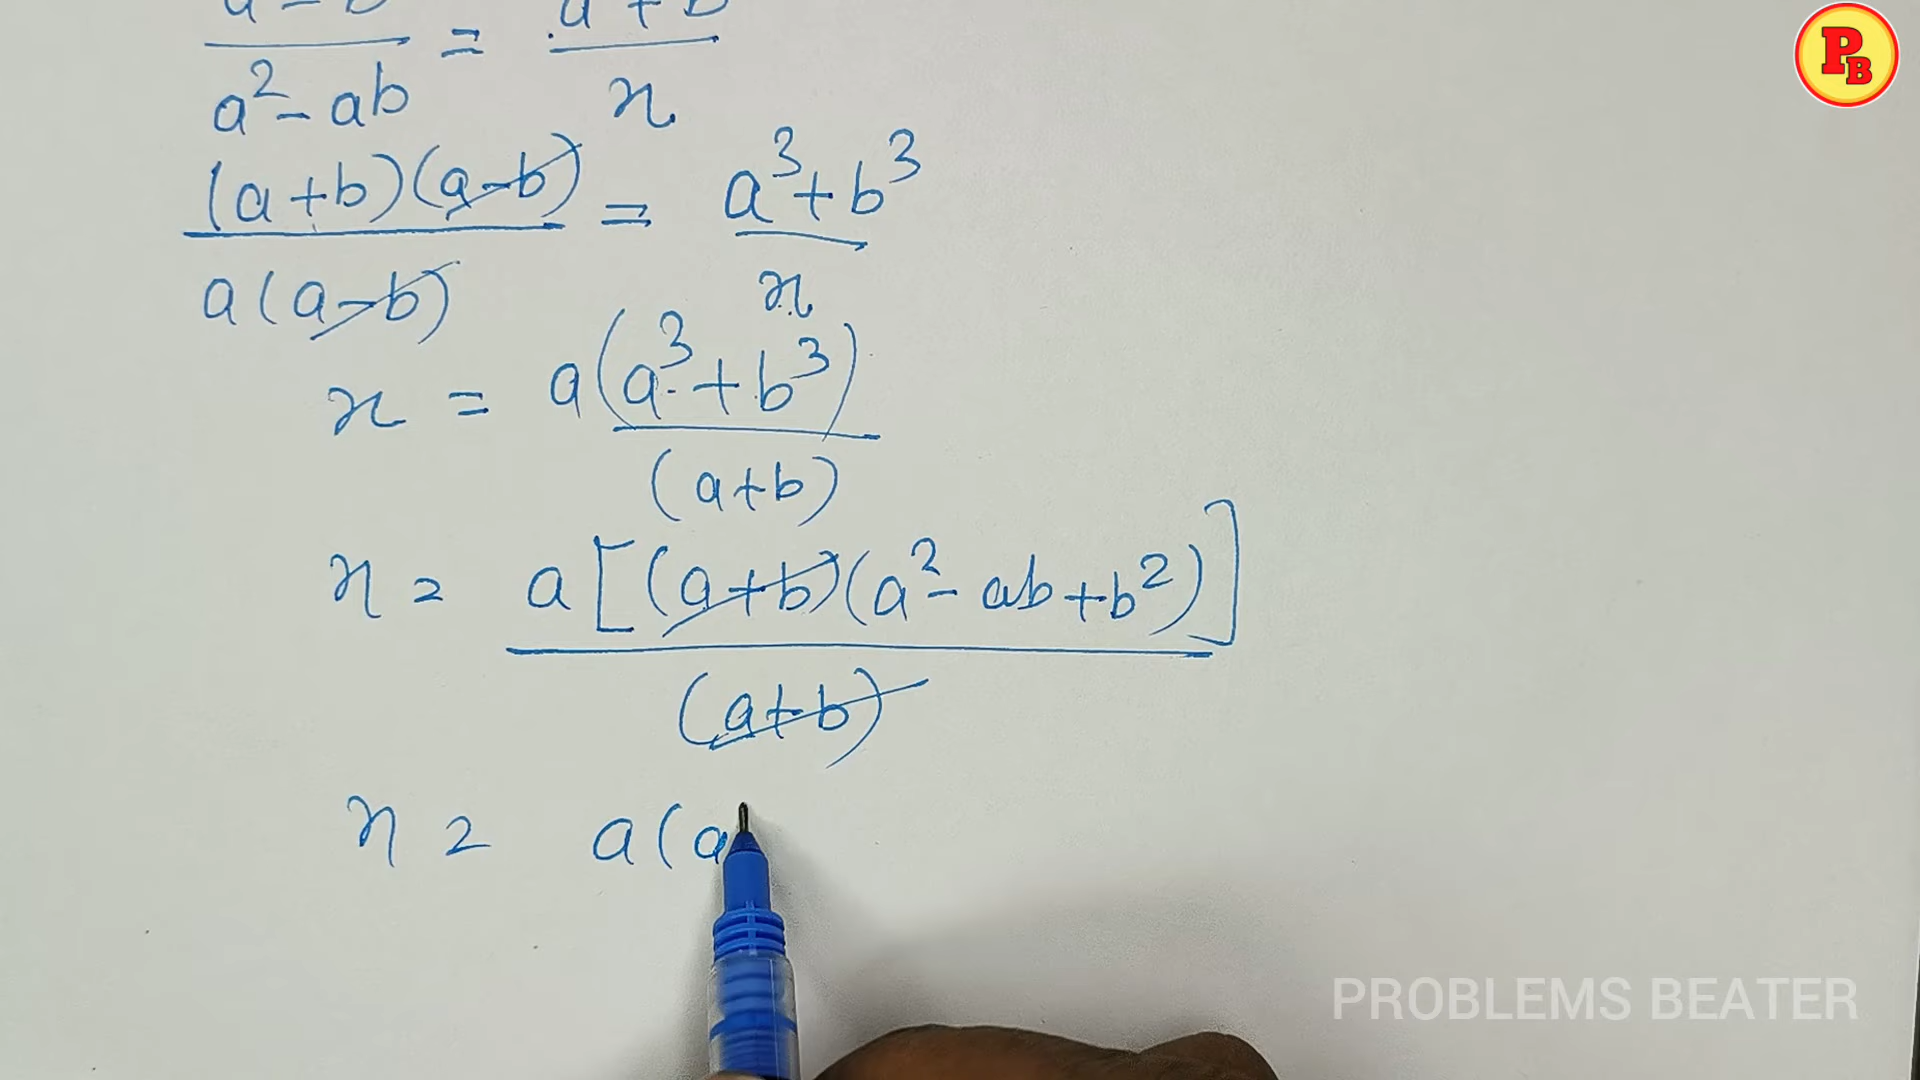 PB
a² - ab = x
(a+b)(a-b) / a(a-b) = a³+b³ / x
x = a(a³+b³) / (a+b)
x = a[(a+b)(a²-ab+b²)] / (a+b)
x = a(a
PROBLEMS BEATER